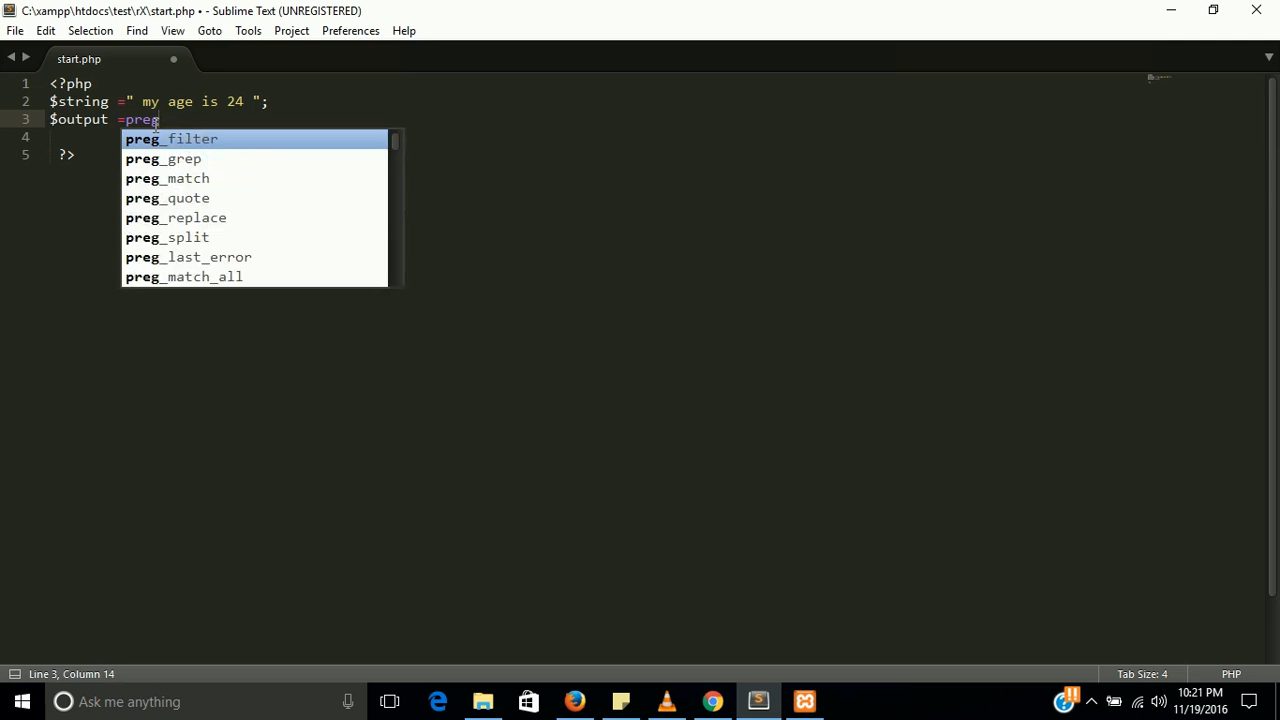 C:\xampp\htdocs\test\rX\start.php • - Sublime Text (UNREGISTERED)
File Edit Selection Find View Goto Tools Project Preferences Help
start.php
1 <?php
2 $string =" my age is 24 ";
3 $output =preg
4
5 ?>
preg_filter
preg_grep
preg_match
preg_quote
preg_replace
preg_split
preg_last_error
preg_match_all
Line 3, Column 14
Tab Size: 4
PHP
Ask me anything
10:21 PM
11/19/2016